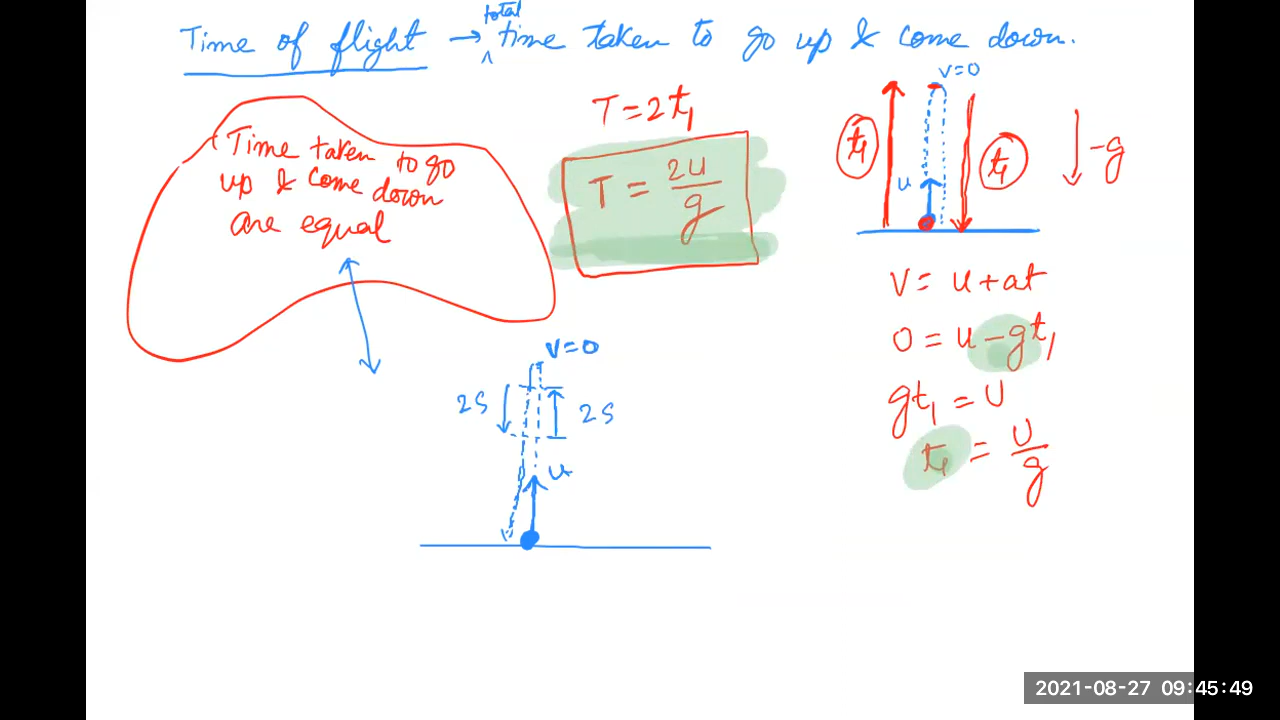 Time of flight → total time taken to go up & come down.
Time taken to go
up & come down
are equal
T = 2t₁
T = 2u/g
v=0
t₁
t₁
-g
u
V = u + at
0 = u - gt₁
gt₁ = U
t₁ = U/g
V=0
2S
2S
u
2021-08-27 09:45:49